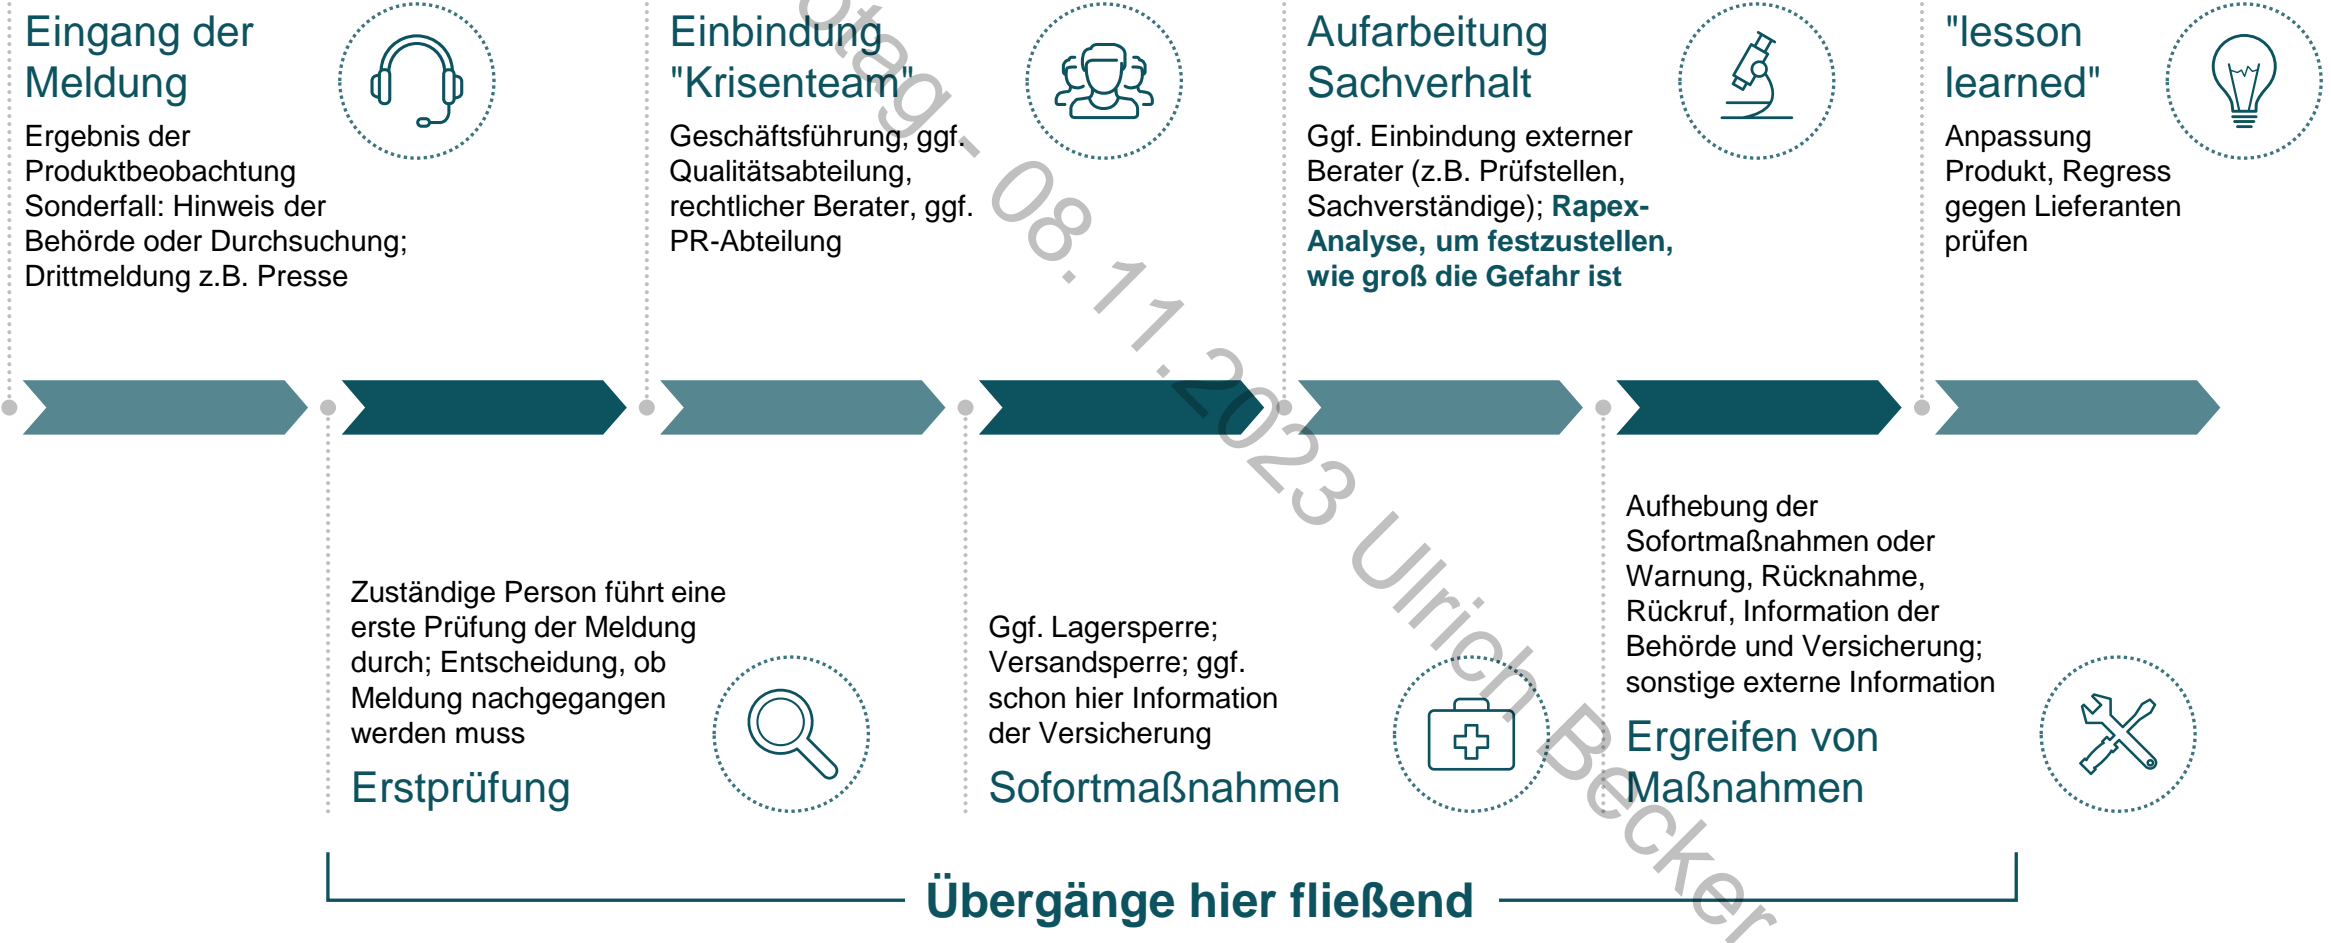 Eingang der
Meldung
Ergebnis der
Produktbeobachtung
Sonderfall: Hinweis der
Behörde oder Durchsuchung;
Drittmeldung z.B. Presse
Einbindung
"Krisenteam"
Geschäftsführung, ggf.
Qualitätsabteilung,
rechtlicher Berater, ggf.
PR-Abteilung
Aufarbeitung
Sachverhalt
Ggf. Einbindung externer
Berater (z.B. Prüfstellen,
Sachverständige); Rapex-
Analyse, um festzustellen,
wie groß die Gefahr ist
"lesson
learned"
Anpassung
Produkt, Regress
gegen Lieferanten
prüfen
Zuständige Person führt eine
erste Prüfung der Meldung
durch; Entscheidung, ob
Meldung nachgegangen
werden muss
Erstprüfung
Ggf. Lagersperre;
Versandsperre; ggf.
schon hier Information
der Versicherung
Sofortmaßnahmen
Aufhebung der
Sofortmaßnahmen oder
Warnung, Rücknahme,
Rückruf, Information der
Behörde und Versicherung;
sonstige externe Information
Ergreifen von
Maßnahmen
Übergänge hier fließend
- 08.11.2023 Ulrich Becker